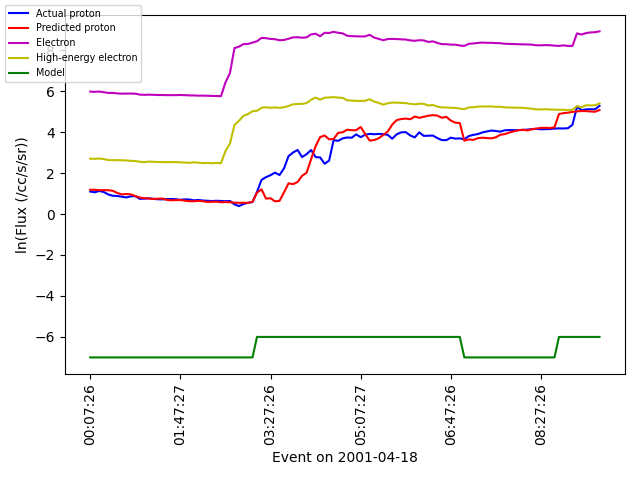 Actual proton
Predicted proton
Electron
High-energy electron
Model
8
6
4
2
0
−2
−4
−6
ln(Flux (/cc/s/sr))
00:07:26
01:47:27
03:27:26
05:07:27
06:47:26
08:27:26
Event on 2001-04-18